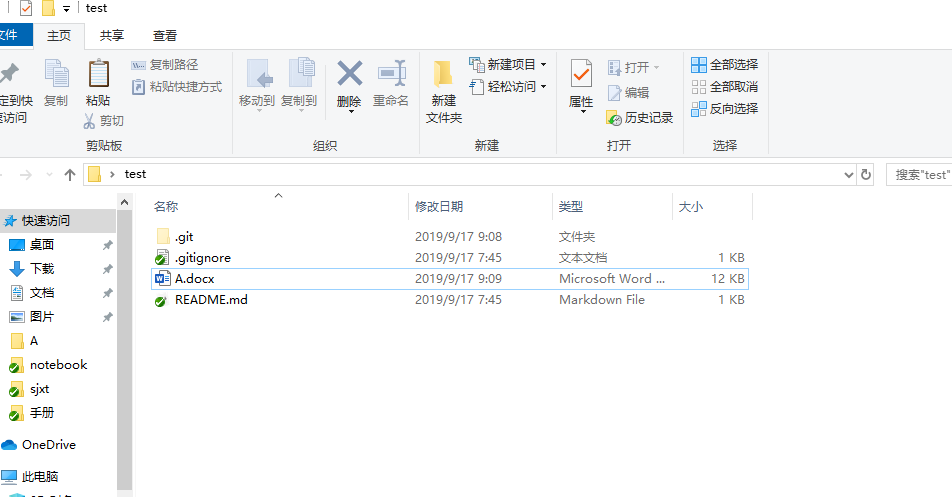 test
文件
主页 共享 查看
复制 粘贴 复制路径 粘贴快捷方式 剪切
剪贴板
移动到 复制到 删除 重命名
组织
新建文件夹 新建项目 轻松访问
新建
属性 打开 编辑 历史记录
打开
全部选择 全部取消 反向选择
选择
test
搜索"test"
名称 修改日期 类型 大小
.git 2019/9/17 9:08 文件夹
.gitignore 2019/9/17 7:45 文本文档 1 KB
A.docx 2019/9/17 9:09 Microsoft Word ... 12 KB
README.md 2019/9/17 7:45 Markdown File 1 KB
快速访问
桌面
下载
文档
图片
A
notebook
sjxt
手册
OneDrive
此电脑